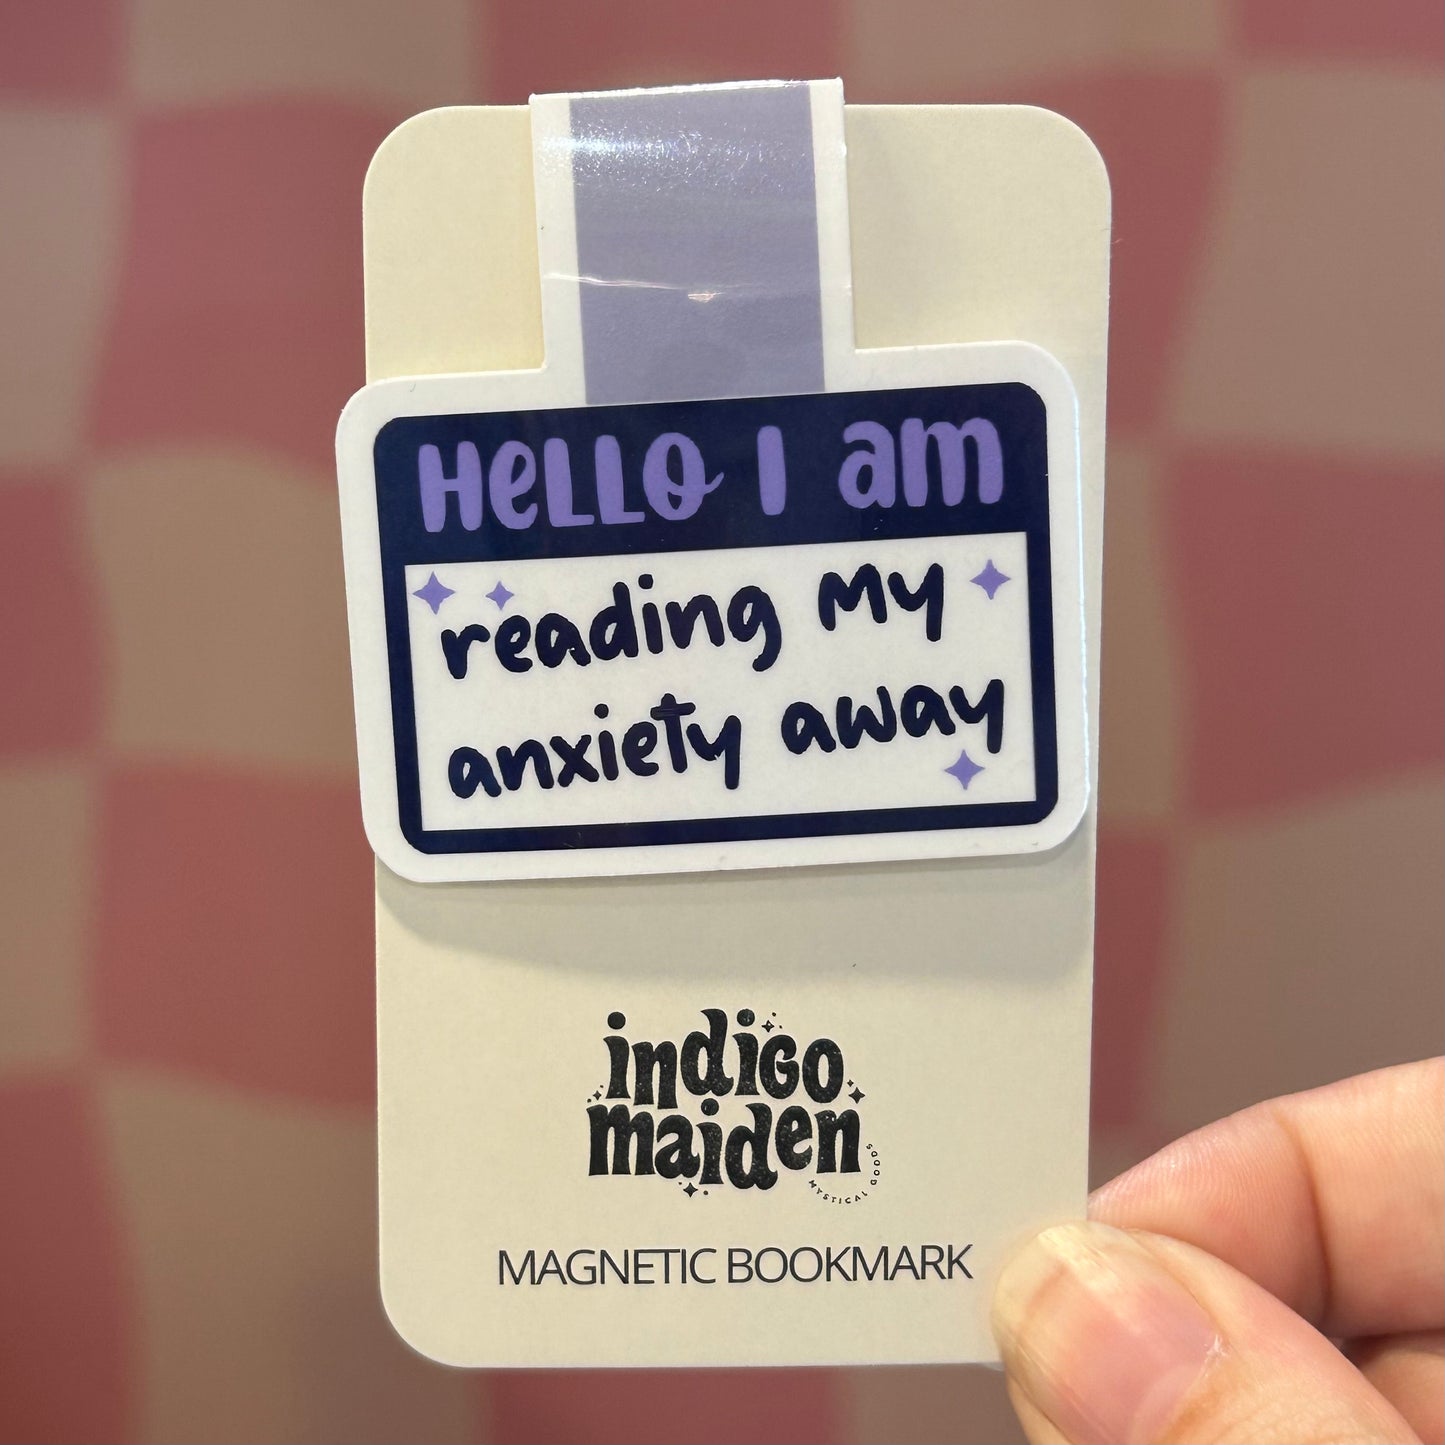 Hello I am
reading my
anxiety away
indigo
maiden
MYSTICAL GOODS
MAGNETIC BOOKMARK